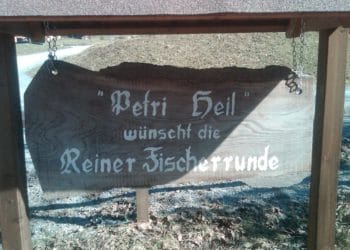 "Petri Heil"
wünscht die
Reiner Fischerrunde